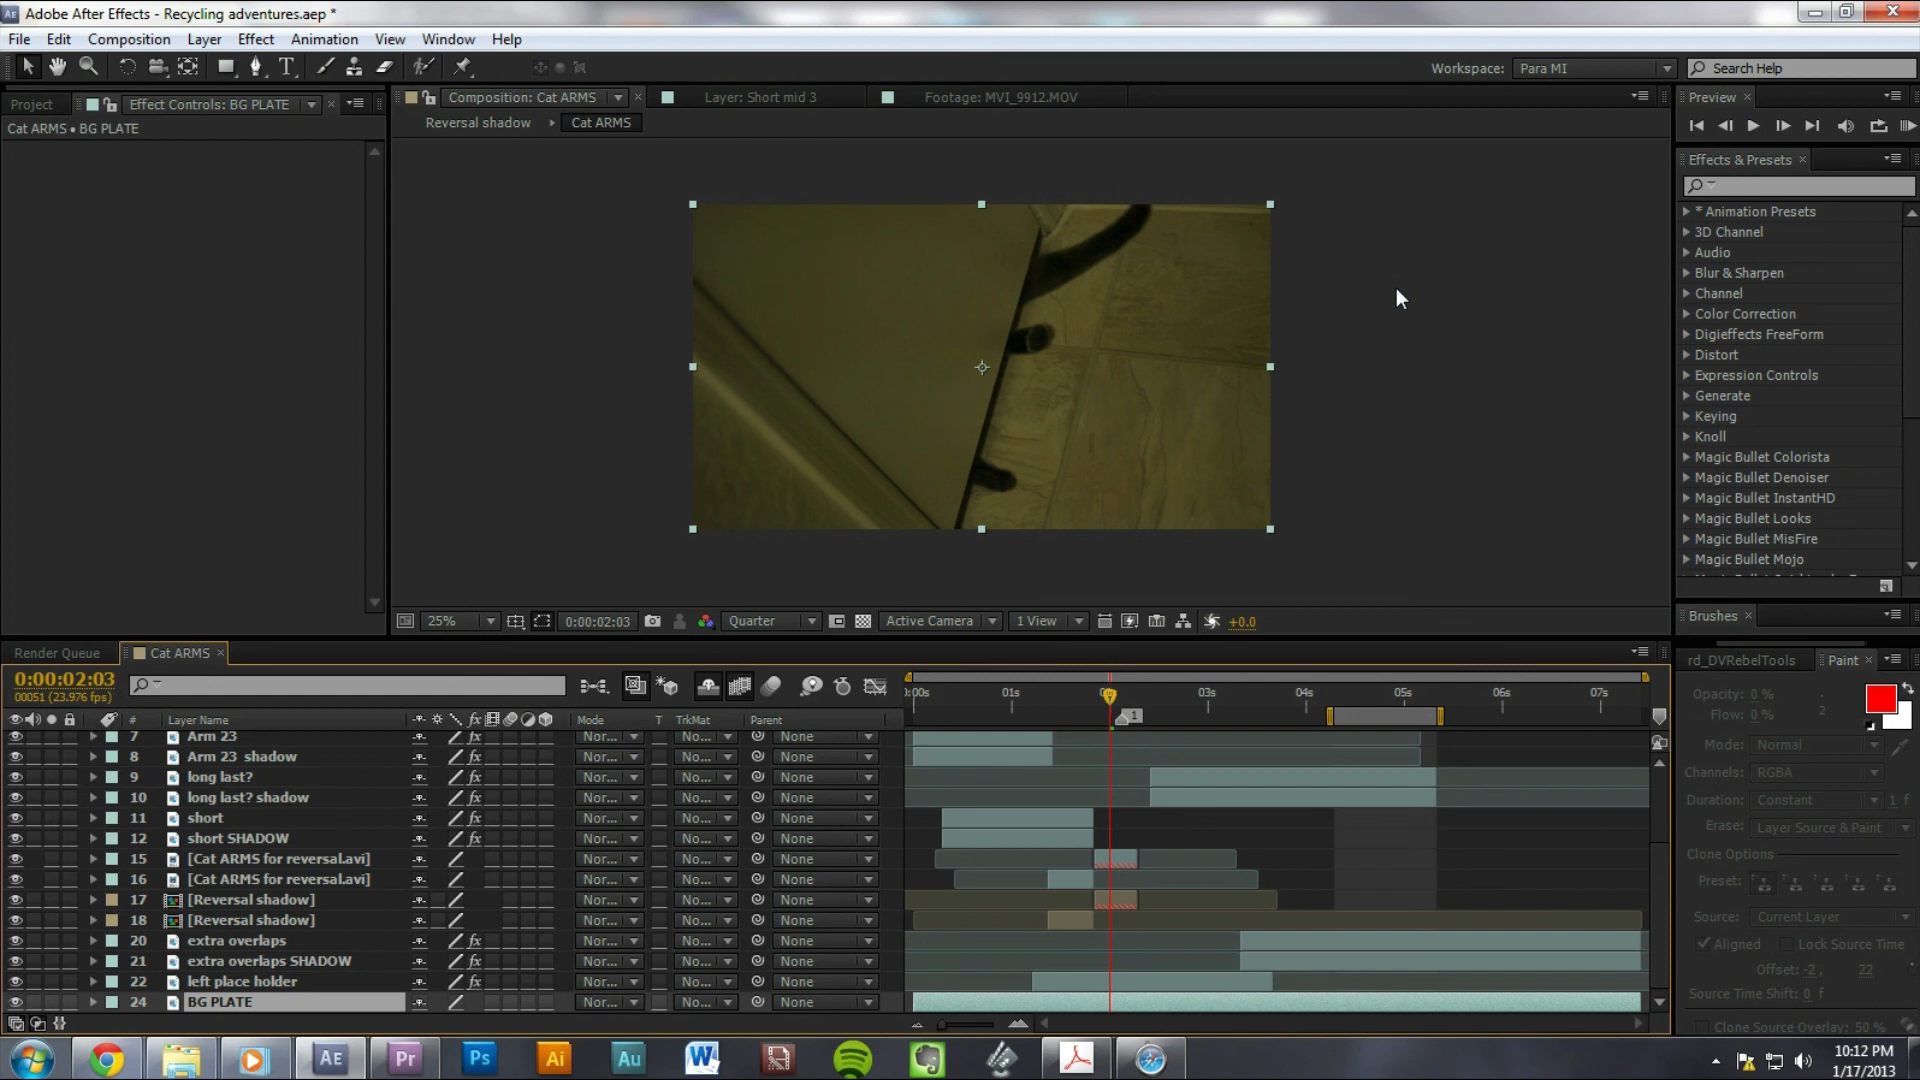 Adobe After Effects - Recycling adventures.aep *
File Edit Composition Layer Effect Animation View Window Help
Workspace: Para MI Search Help
Project Effect Controls: BG PLATE Composition: Cat ARMS Layer: Short mid 3 Footage: MVI_9912.MOV Preview
Cat ARMS • BG PLATE Reversal shadow Cat ARMS
Effects & Presets
* Animation Presets
3D Channel
Audio
Blur & Sharpen
Channel
Color Correction
Digieffects FreeForm
Distort
Expression Controls
Generate
Keying
Knoll
Magic Bullet Colorista
Magic Bullet Denoiser
Magic Bullet InstantHD
Magic Bullet Looks
Magic Bullet MisFire
Magic Bullet Mojo
25% 0:00:02:03 Quarter Active Camera 1 View +0.0
Brushes
Render Queue Cat ARMS
rd_DVRebelTools Paint
0:00:02:03
00051 (23.976 fps)
:00s 01s 03s 04s 05s 06s 07s
1
# Layer Name Mode T TrkMat Parent
7 Arm 23 Nor... No... None
8 Arm 23 shadow Nor... No... None
9 long last? Nor... No... None
10 long last? shadow Nor... No... None
11 short Nor... No... None
12 short SHADOW Nor... No... None
15 [Cat ARMS for reversal.avi] Nor... No... None
16 [Cat ARMS for reversal.avi] Nor... No... None
17 [Reversal shadow] Nor... No... None
18 [Reversal shadow] Nor... No... None
20 extra overlaps Nor... No... None
21 extra overlaps SHADOW Nor... No... None
22 left place holder Nor... No... None
24 BG PLATE Nor... No... None
Opacity: 0 %
Flow: 0 % 2
Mode: Normal
Channels: RGBA
Duration: Constant 1 f
Erase: Layer Source & Paint
Clone Options
Preset:
Source: Current Layer
Aligned Lock Source Time
Offset: -2 , 22
Source Time Shift: 0 f
Clone Source Overlay: 50 %
AE Pr Ps Ai Au W
10:12 PM
1/17/2013